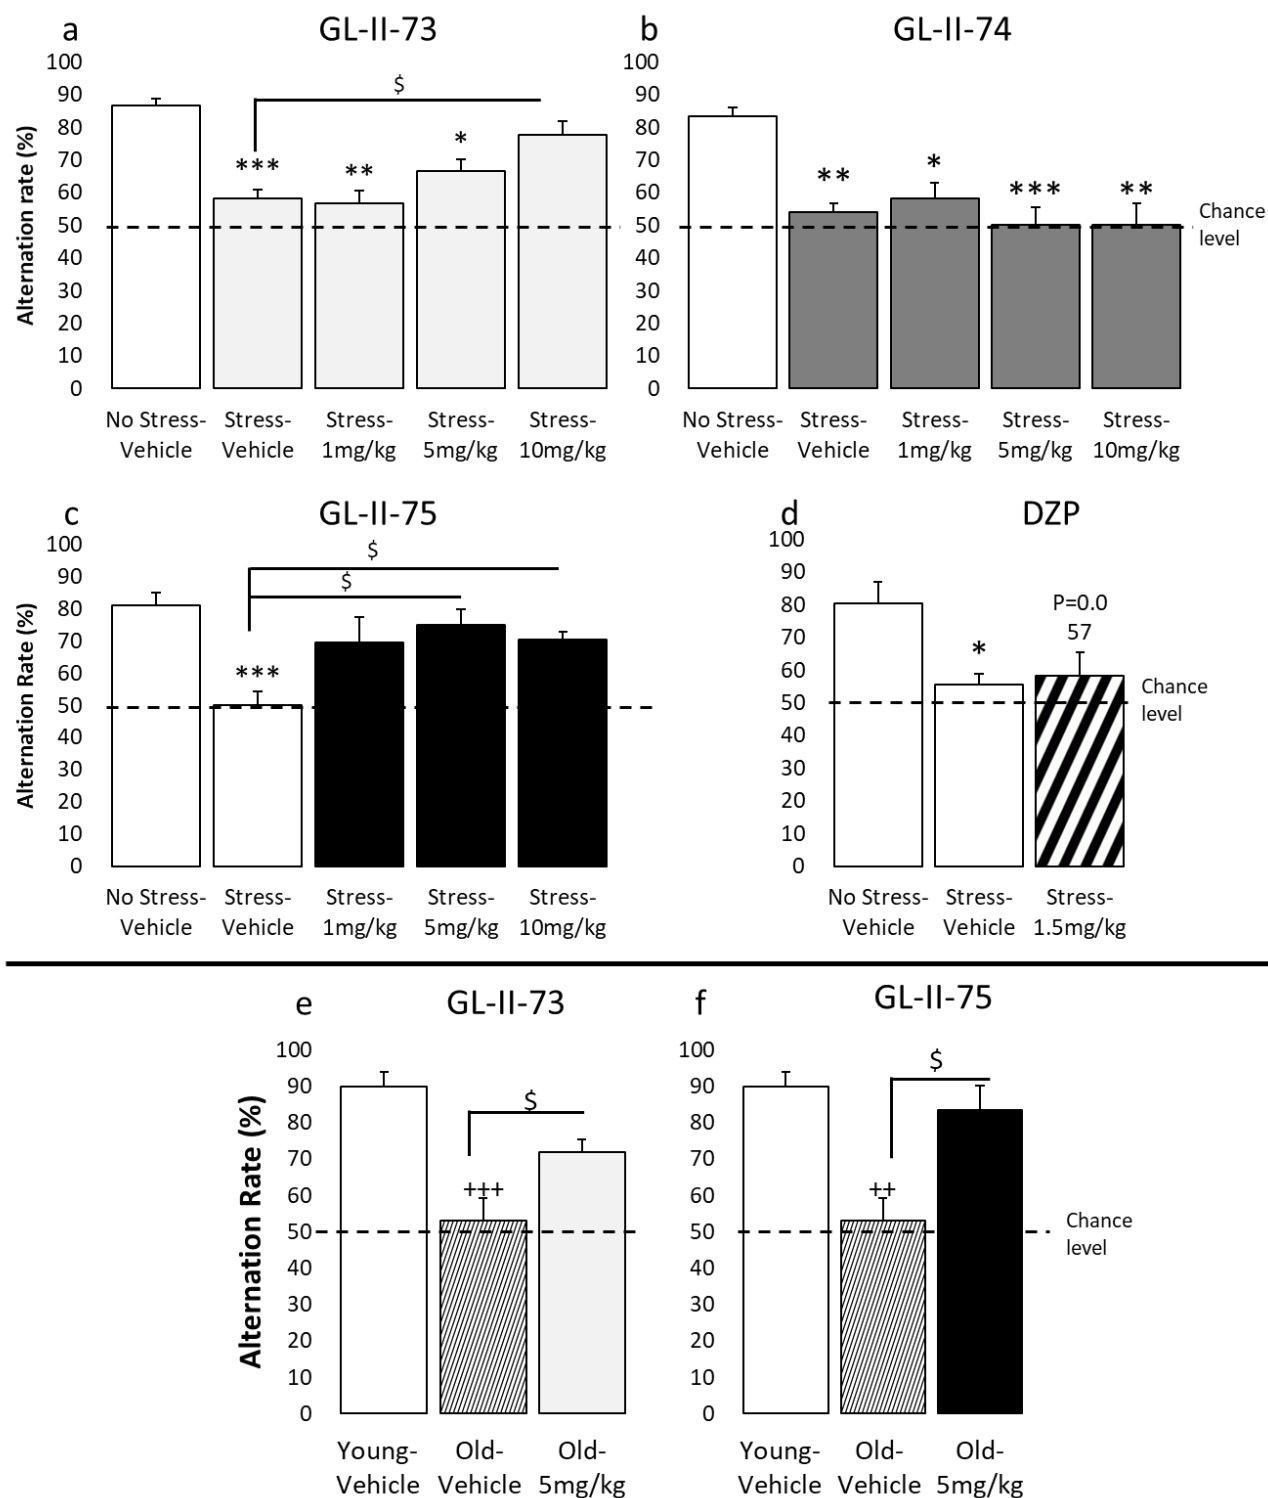 a
GL-II-73
Alternation rate (%)
100
90
80
70
60
50
40
30
20
10
0
$
***
**
*
No Stress-
Vehicle
Stress-
Vehicle
Stress-
1mg/kg
Stress-
5mg/kg
Stress-
10mg/kg
b
GL-II-74
100
90
80
70
60
50
40
30
20
10
0
**
*
***
**
Chance
level
No Stress-
Vehicle
Stress-
Vehicle
Stress-
1mg/kg
Stress-
5mg/kg
Stress-
10mg/kg
c
GL-II-75
Alternation Rate (%)
100
90
80
70
60
50
40
30
20
10
0
$
$
***
No Stress-
Vehicle
Stress-
Vehicle
Stress-
1mg/kg
Stress-
5mg/kg
Stress-
10mg/kg
d
DZP
100
90
80
70
60
50
40
30
20
10
0
*
P=0.0
57
Chance
level
No Stress-
Vehicle
Stress-
Vehicle
Stress-
1.5mg/kg
e
GL-II-73
Alternation Rate (%)
100
90
80
70
60
50
40
30
20
10
0
$
+++
Young-
Vehicle
Old-
Vehicle
Old-
5mg/kg
f
GL-II-75
100
90
80
70
60
50
40
30
20
10
0
$
++
Chance
level
Young-
Vehicle
Old-
Vehicle
Old-
5mg/kg